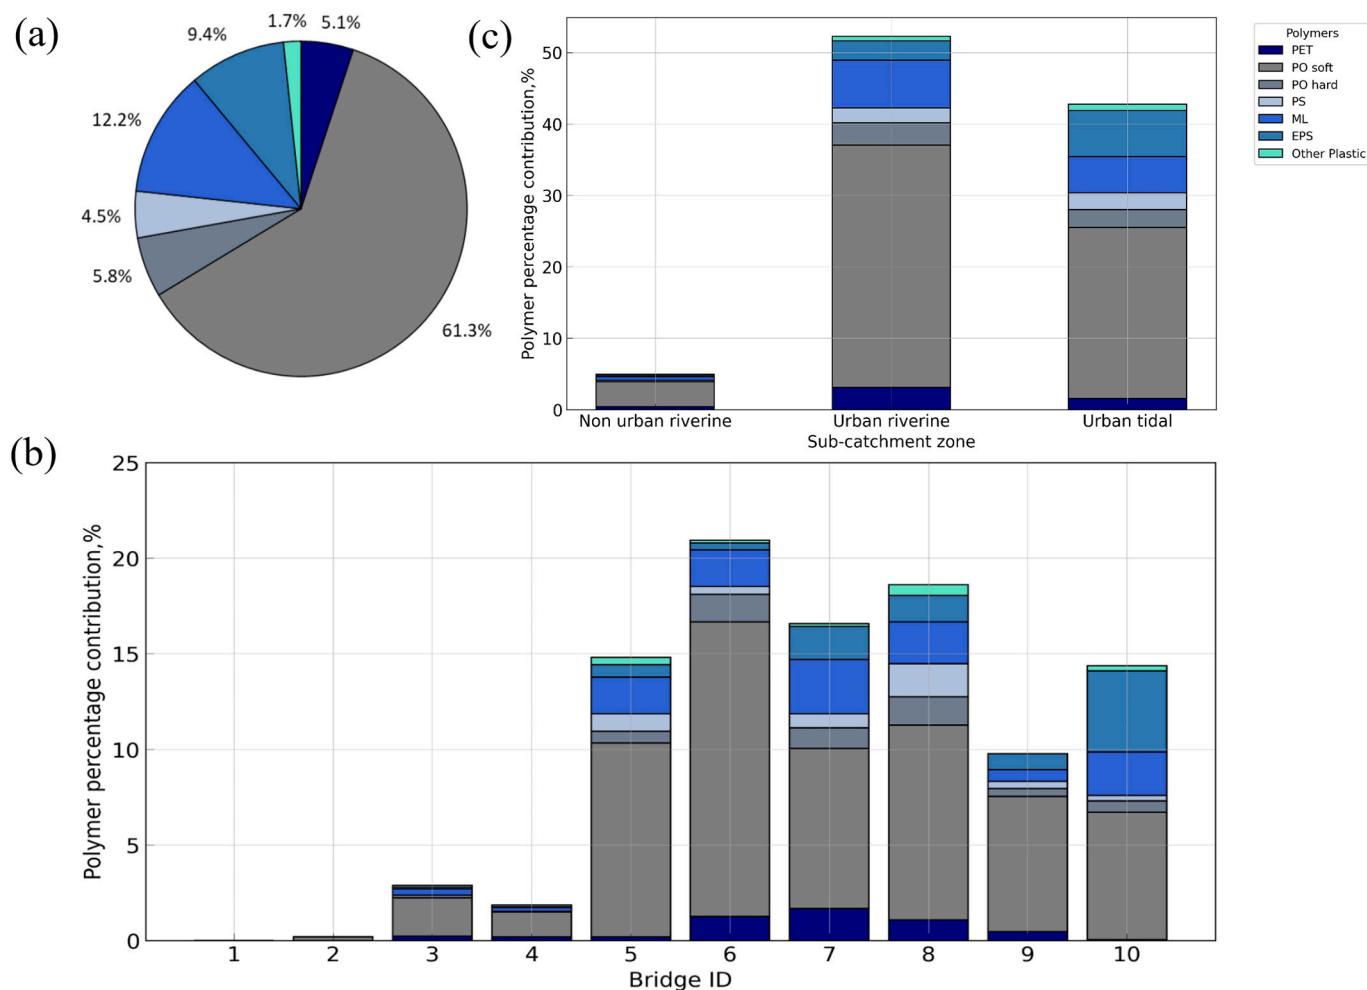 (a)
1.7%
5.1%
9.4%
12.2%
4.5%
5.8%
61.3%
(c)
Polymer percentage contribution,%
50
40
30
20
10
0
Non urban riverine
Urban riverine
Urban tidal
Sub-catchment zone
Polymers
PET
PO soft
PO hard
PS
ML
EPS
Other Plastic
(b)
Polymer percentage contribution,%
25
20
15
10
5
0
1 2 3 4 5 6 7 8 9 10
Bridge ID